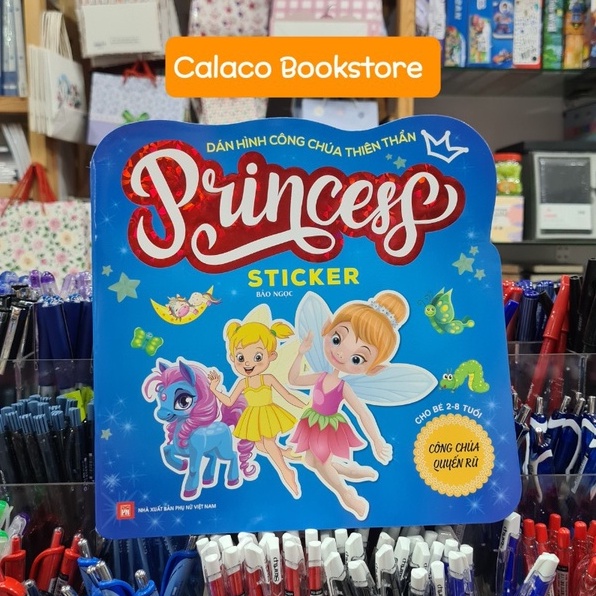 Calaco Bookstore
DÁN HÌNH CÔNG CHÚA THIÊN THẦN
Princess
STICKER
BẢO NGỌC
CHO BÉ 2-8 TUỔI
CÔNG CHÚA
QUYẾN RŨ
NHÀ XUẤT BẢN PHỤ NỮ VIỆT NAM